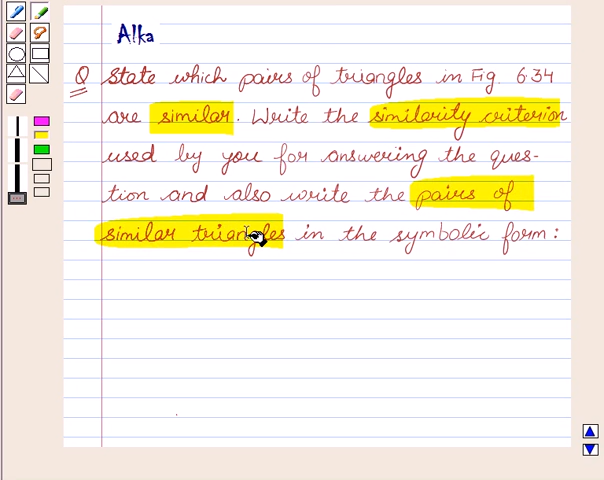 Alka
Q State which pairs of triangles in Fig. 6.34
are similar. Write the similarity criterion
used by you for answering the ques-
tion and also write the pairs of
similar triangles in the symbolic form: